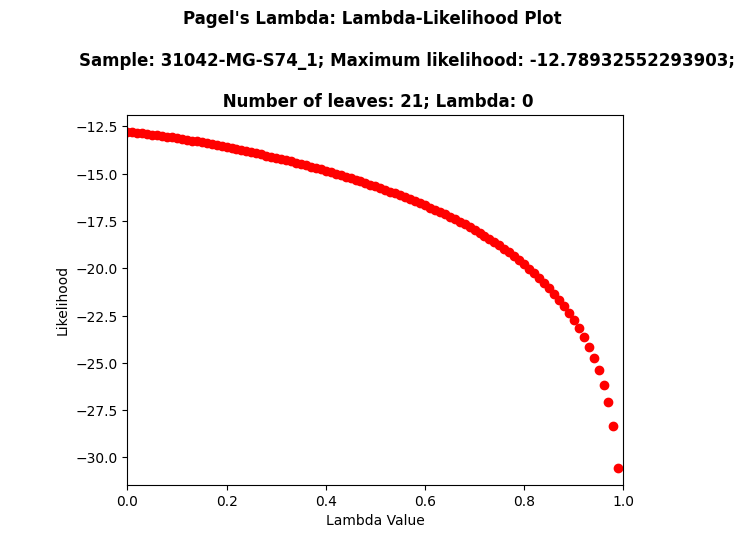 Pagel's Lambda: Lambda-Likelihood Plot
Sample: 31042-MG-S74_1; Maximum likelihood: -12.78932552293903;
Number of leaves: 21; Lambda: 0
−12.5
−15.0
−17.5
−20.0
−22.5
−25.0
−27.5
−30.0
Likelihood
0.0 0.2 0.4 0.6 0.8 1.0
Lambda Value